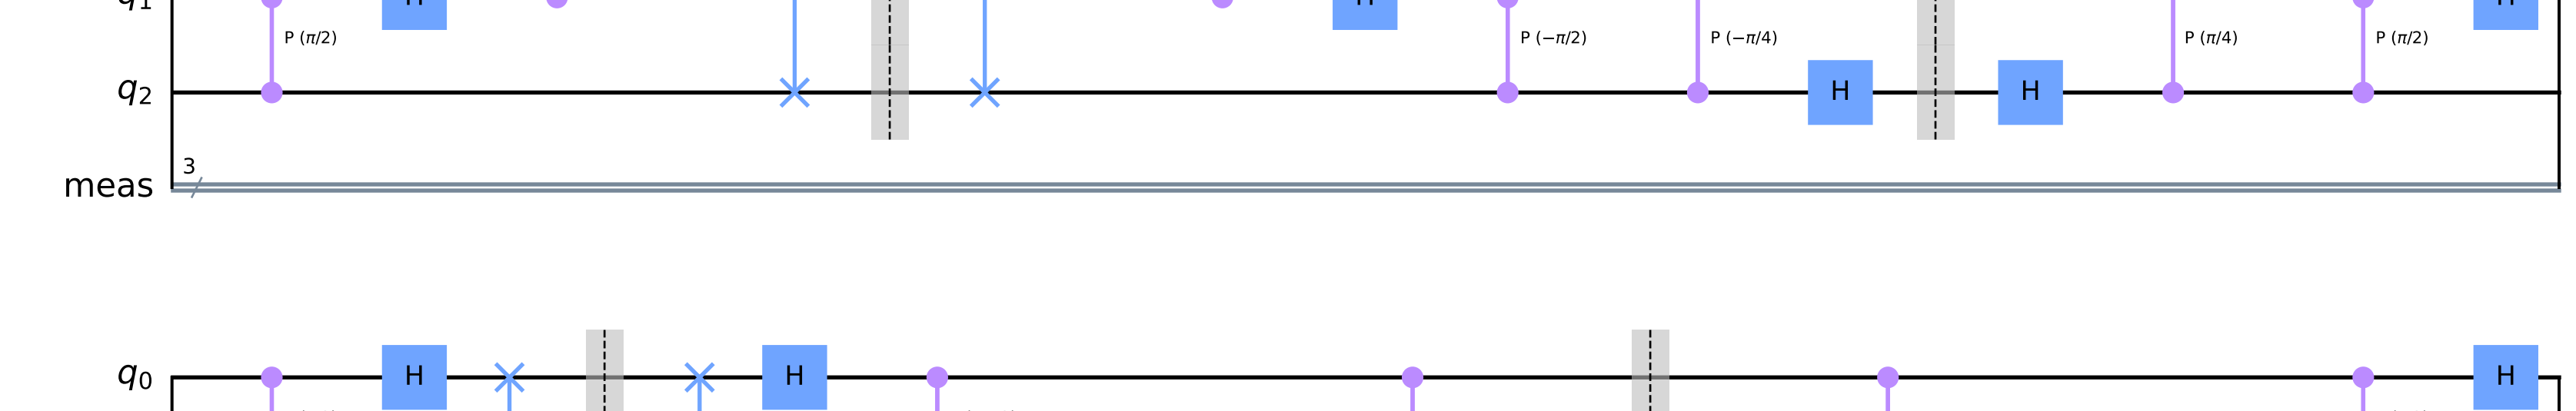 q1 H H H
P (π/2) P (−π/2) P (−π/4) P (π/4) P (π/2)
q2 H H
3
meas
q0 H H H